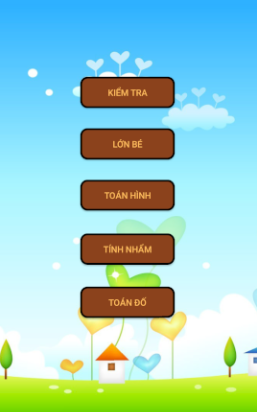 KIỂM TRA
LỚN BÉ
TOÁN HÌNH
TÍNH NHẨM
TOÁN ĐỐ